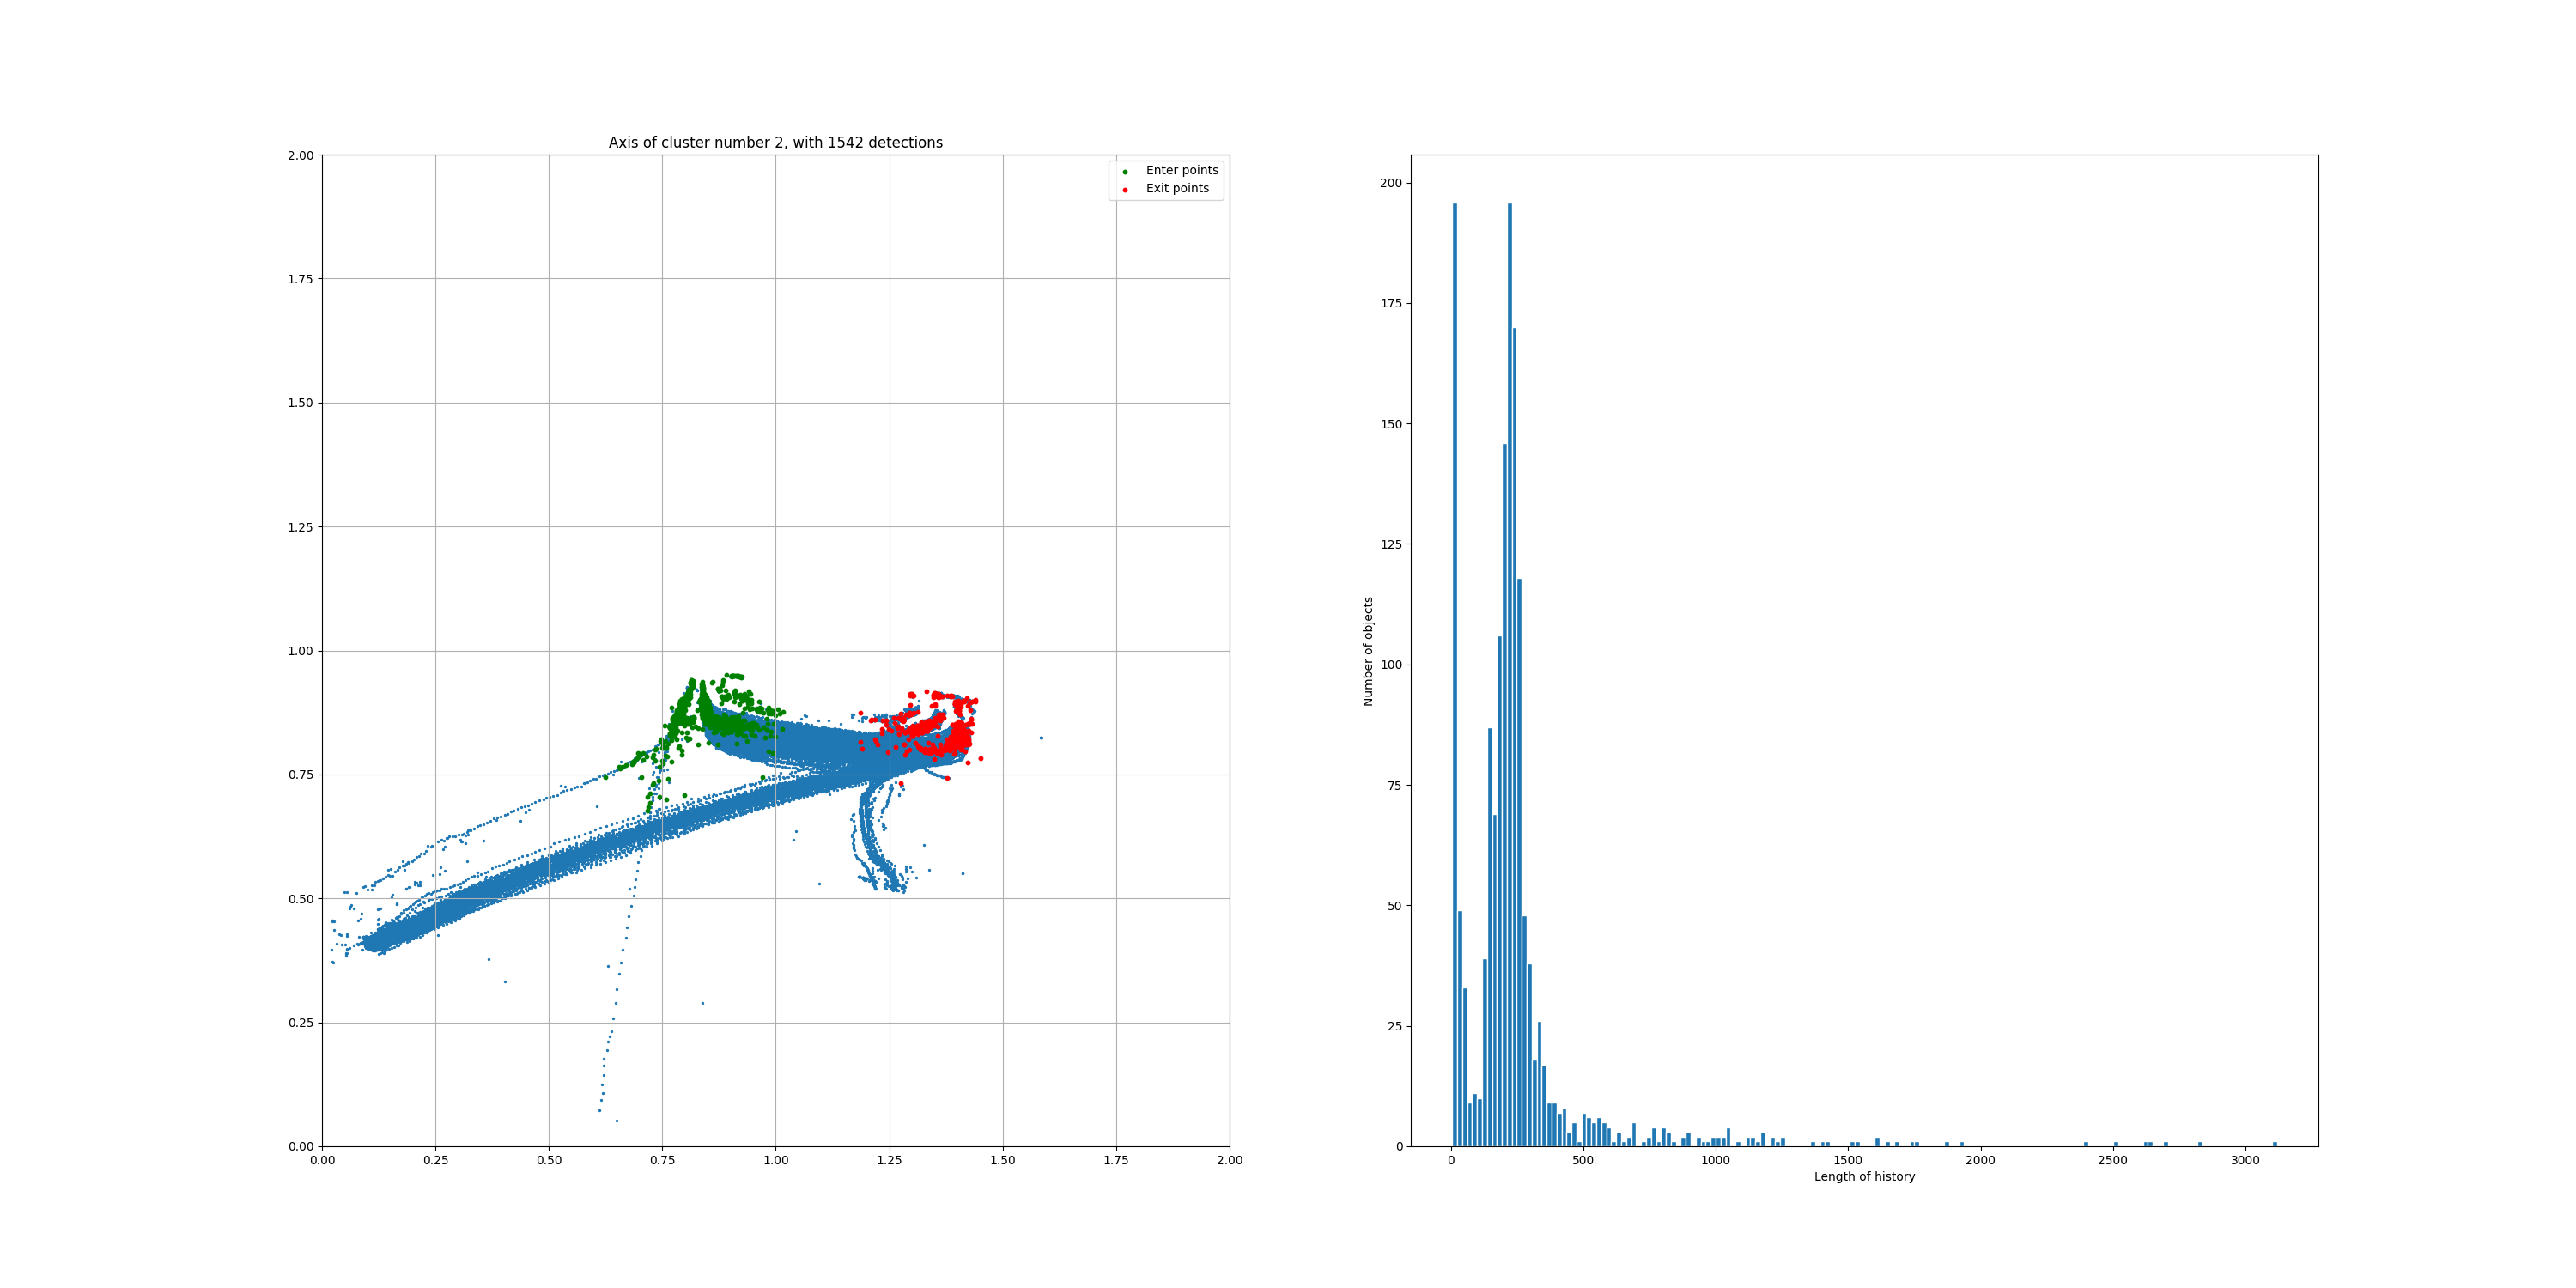 Axis of cluster number 2, with 1542 detections
Enter points
Exit points
2.00
1.75
1.50
1.25
1.00
0.75
0.50
0.25
0.00
0.00 0.25 0.50 0.75 1.00 1.25 1.50 1.75 2.00
200
175
150
125
100
75
50
25
0
Number of objects
0 500 1000 1500 2000 2500 3000
Length of history